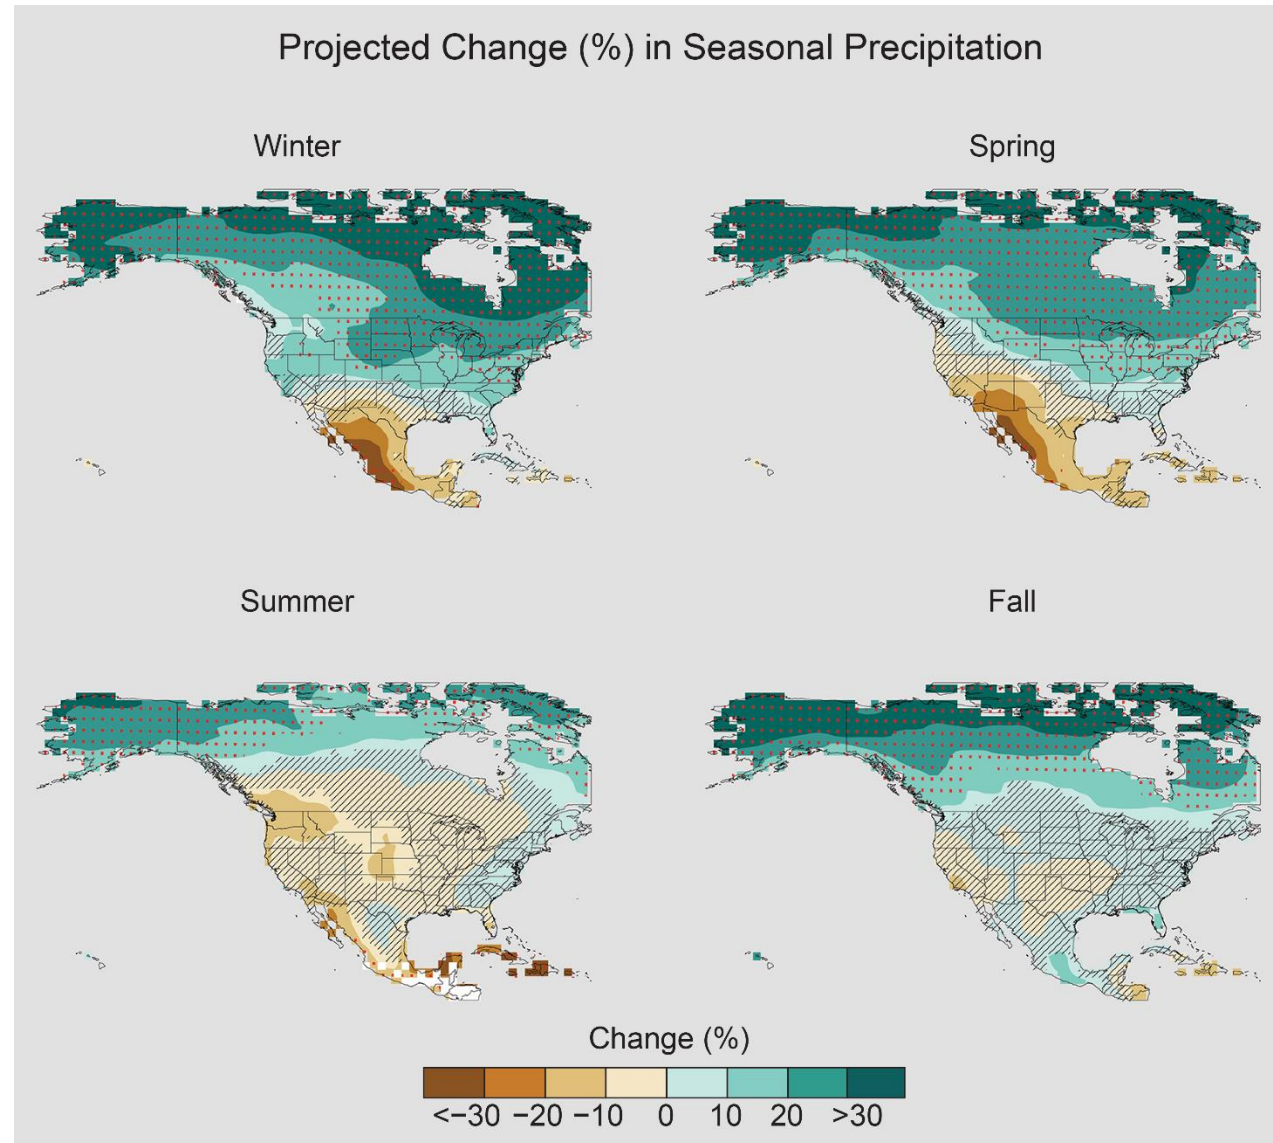 Projected Change (%) in Seasonal Precipitation
Winter
Spring
Summer
Fall
Change (%)
<−30 −20 −10 0 10 20 >30